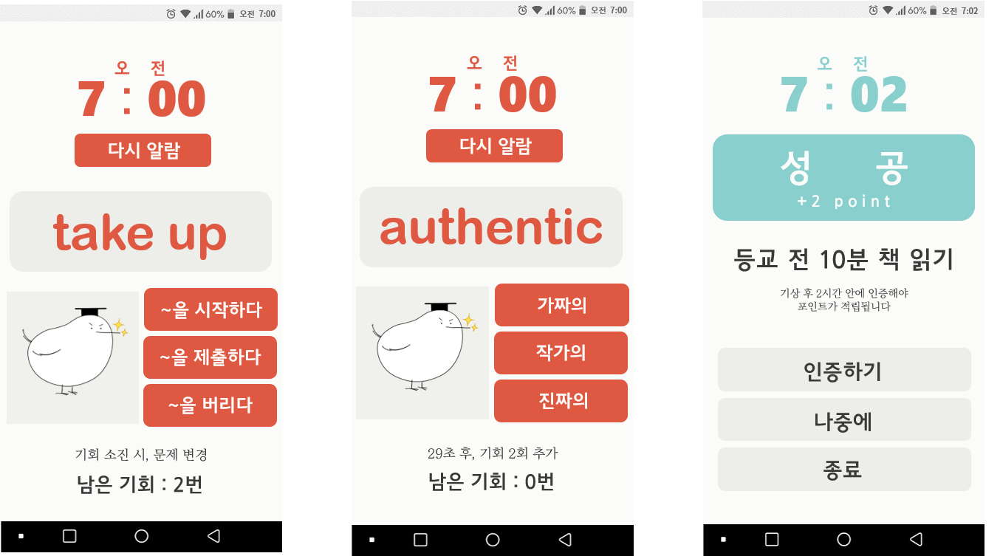 60% 오전 7:00
오 전
7 : 00
다시 알람
take up
~을 시작하다
~을 제출하다
~을 버리다
기회 소진 시, 문제 변경
남은 기회 : 2번
60% 오전 7:00
오 전
7 : 00
다시 알람
authentic
가짜의
작가의
진짜의
29초 후, 기회 2회 추가
남은 기회 : 0번
60% 오전 7:02
오 전
7 : 02
성 공
+2 point
등교 전 10분 책 읽기
기상 후 2시간 안에 인증해야
포인트가 적립됩니다
인증하기
나중에
종료